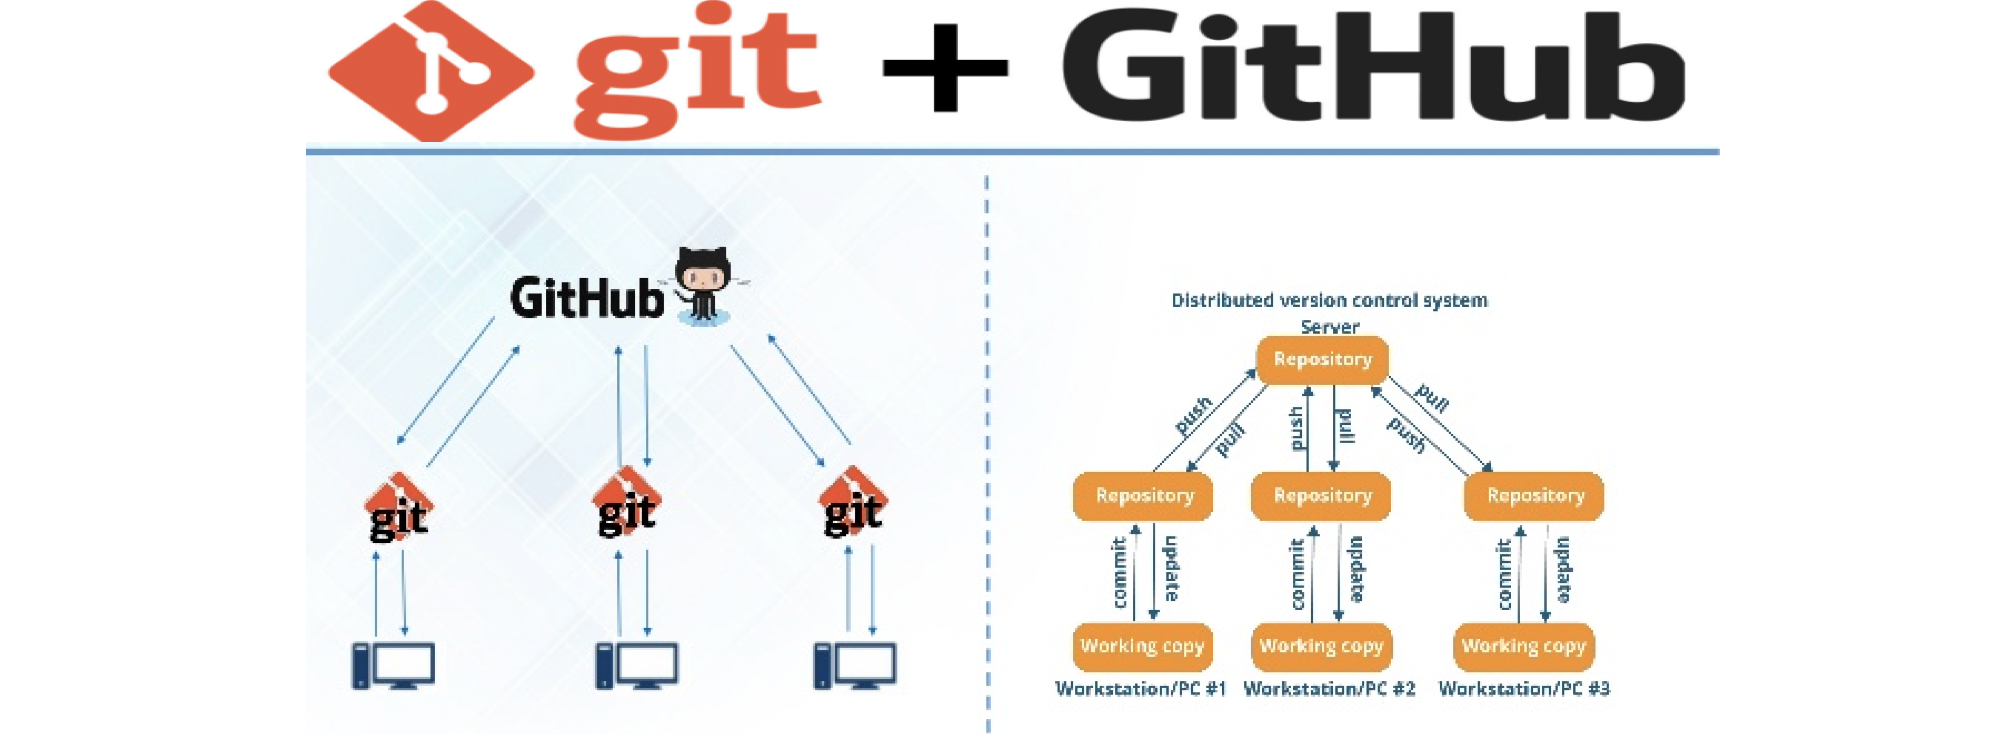 git + GitHub
GitHub
git
git
git
Distributed version control system
Server
Repository
push
pull
push
pull
push
pull
Repository
Repository
Repository
commit
update
commit
update
commit
update
Working copy
Working copy
Working copy
Workstation/PC #1
Workstation/PC #2
Workstation/PC #3